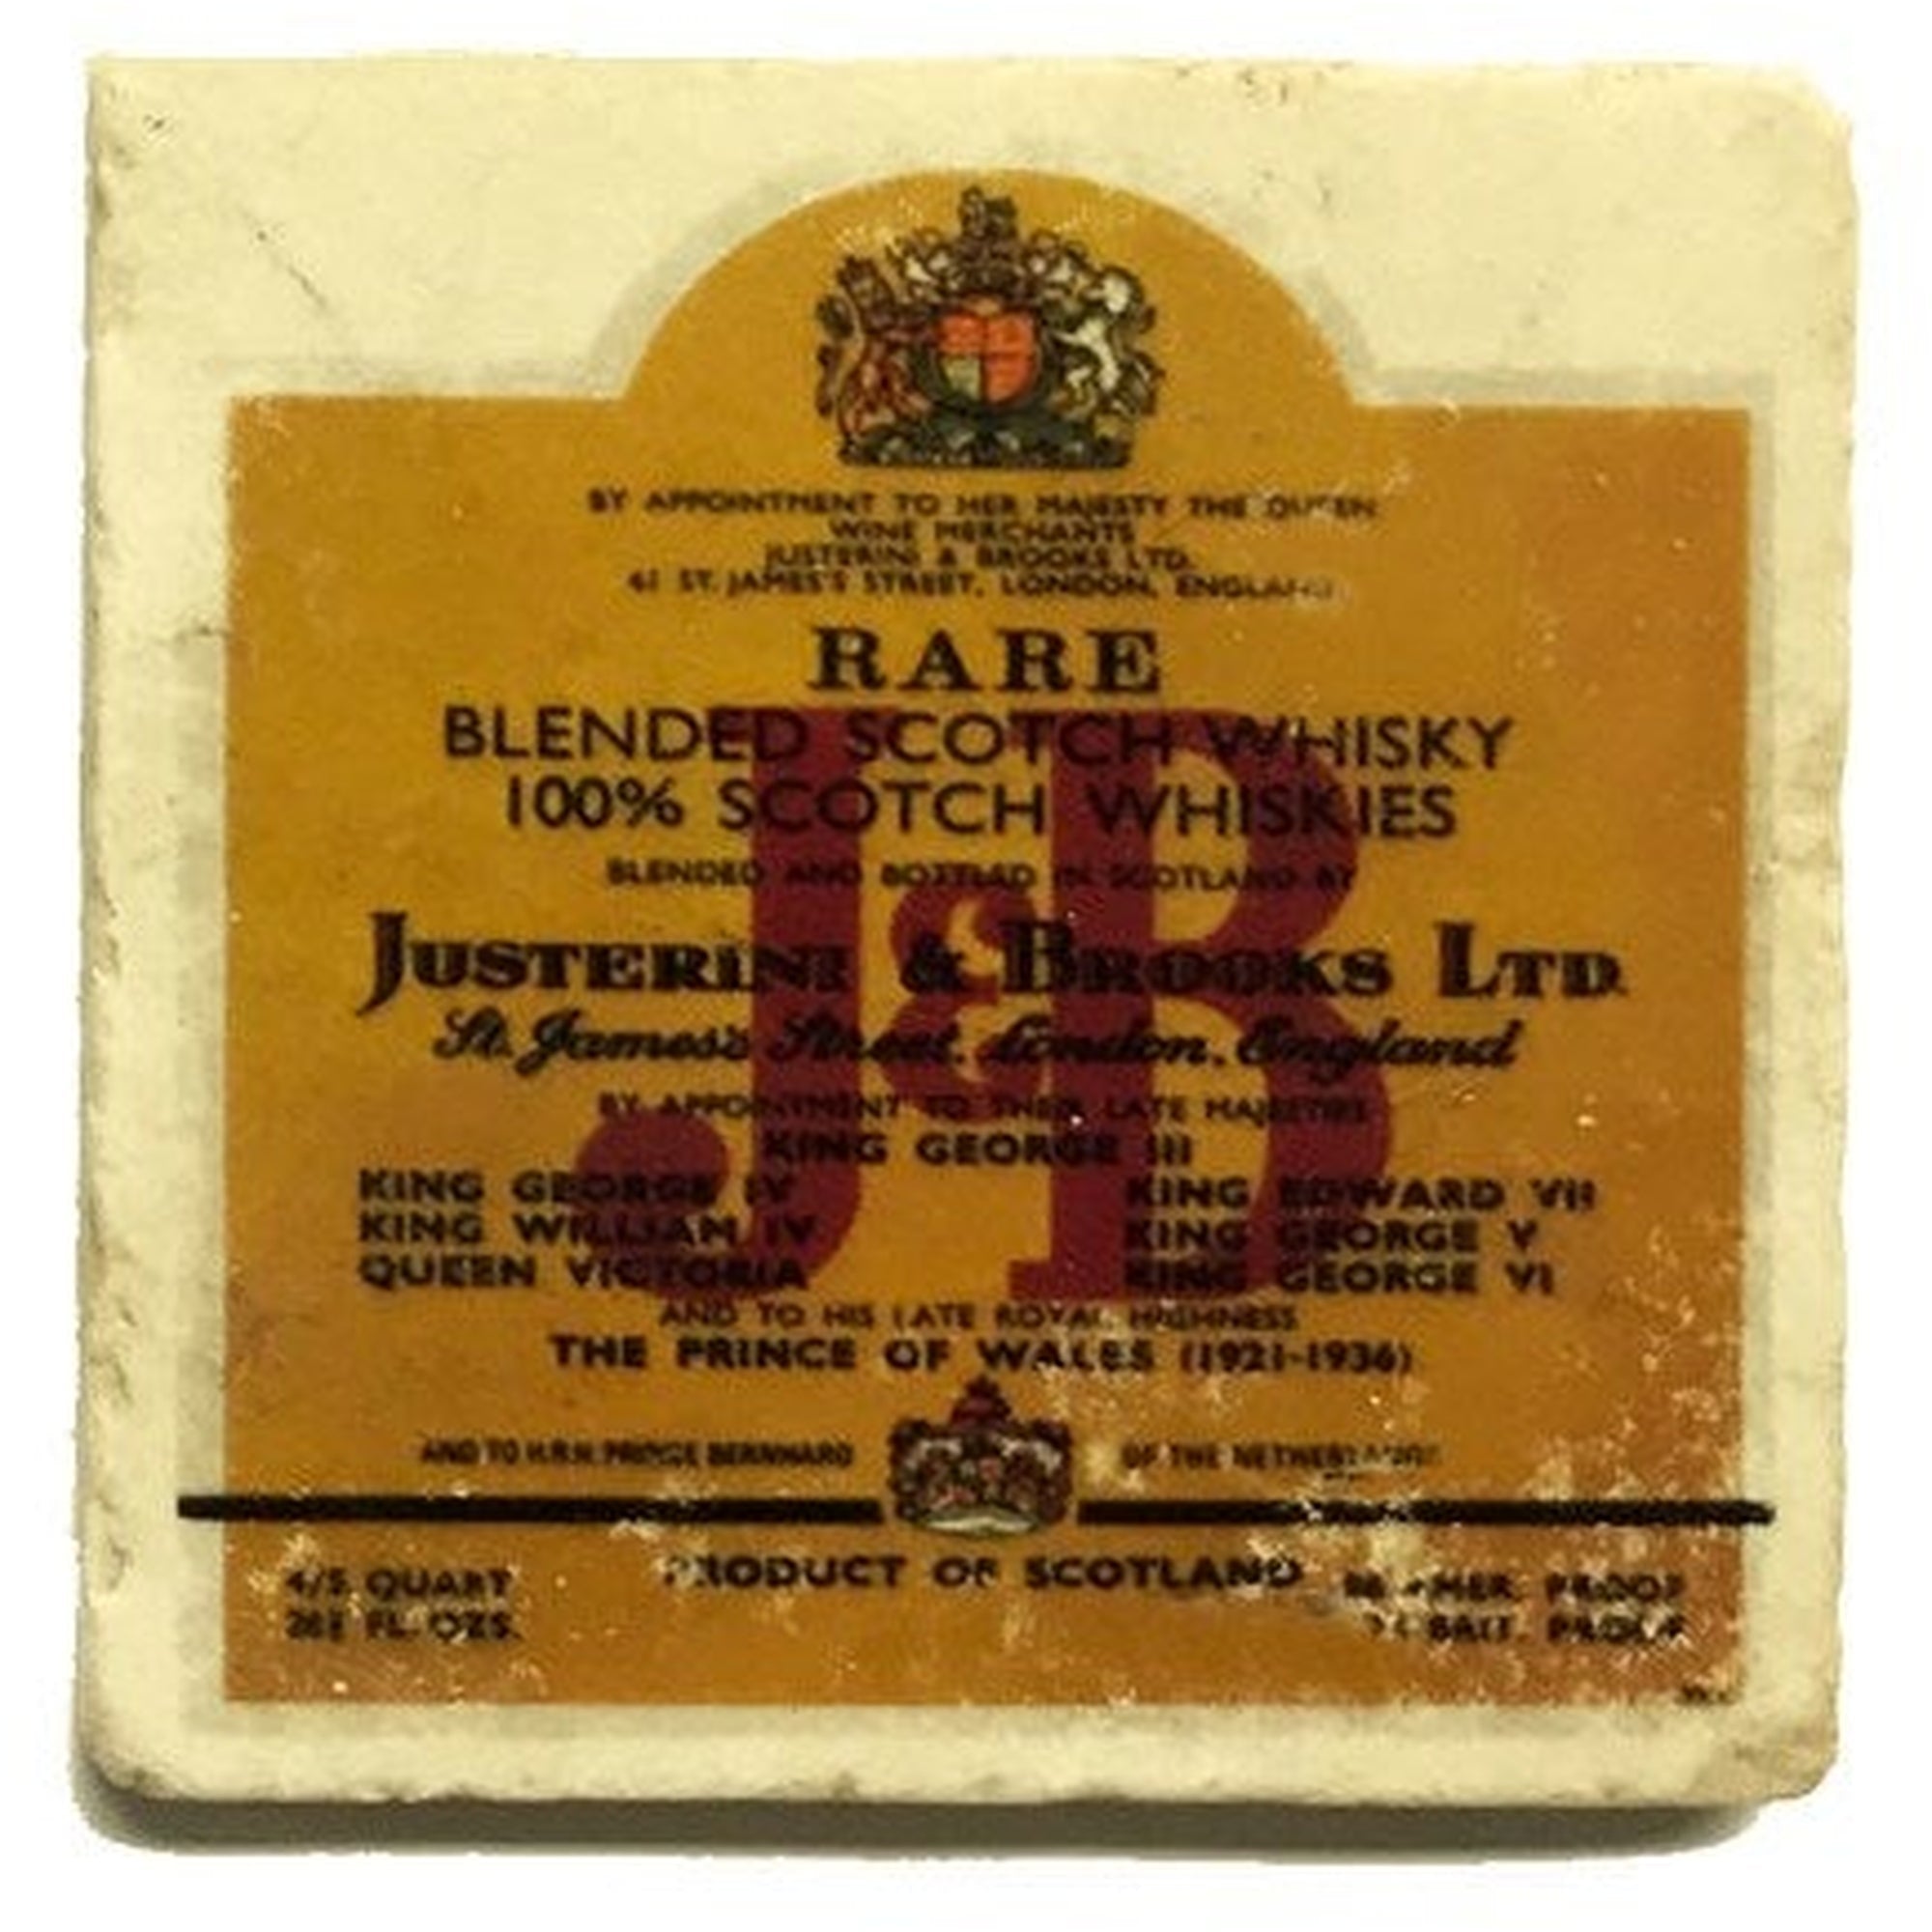 BY APPOINTMENT TO HER MAJESTY THE QUEEN
WINE MERCHANTS
JUSTERINI & BROOKS LTD.
61 ST. JAMES'S STREET, LONDON, ENGLAND
RARE
BLENDED SCOTCH WHISKY
100% SCOTCH WHISKIES
J&B
BLENDED AND BOTTLED IN SCOTLAND BY
JUSTERINI & BROOKS LTD.
St. James's Street, London, England
BY APPOINTMENT TO THEIR LATE MAJESTIES
KING GEORGE III
KING GEORGE IV KING EDWARD VII
KING WILLIAM IV KING GEORGE V
QUEEN VICTORIA KING GEORGE VI
AND TO HIS LATE ROYAL HIGHNESS
THE PRINCE OF WALES (1921-1936)
AND TO H.R.H. PRINCE BERNHARD OF THE NETHERLANDS
PRODUCT OF SCOTLAND
4/5 QUART PROOF
FL. OZS. BRIT. PROOF